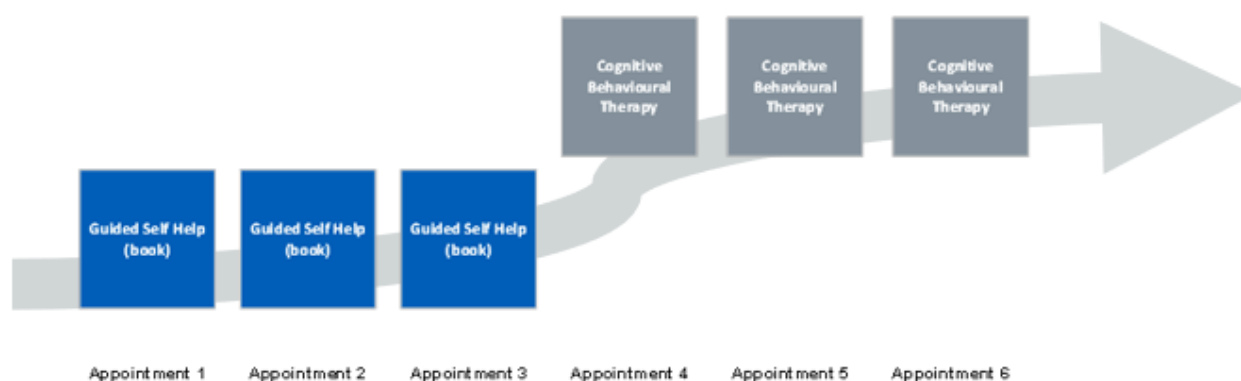 Cognitive
Behavioural
Therapy
Cognitive
Behavioural
Therapy
Cognitive
Behavioural
Therapy
Guided Self Help
(book)
Guided Self Help
(book)
Guided Self Help
(book)
Appointment 1
Appointment 2
Appointment 3
Appointment 4
Appointment 5
Appointment 6